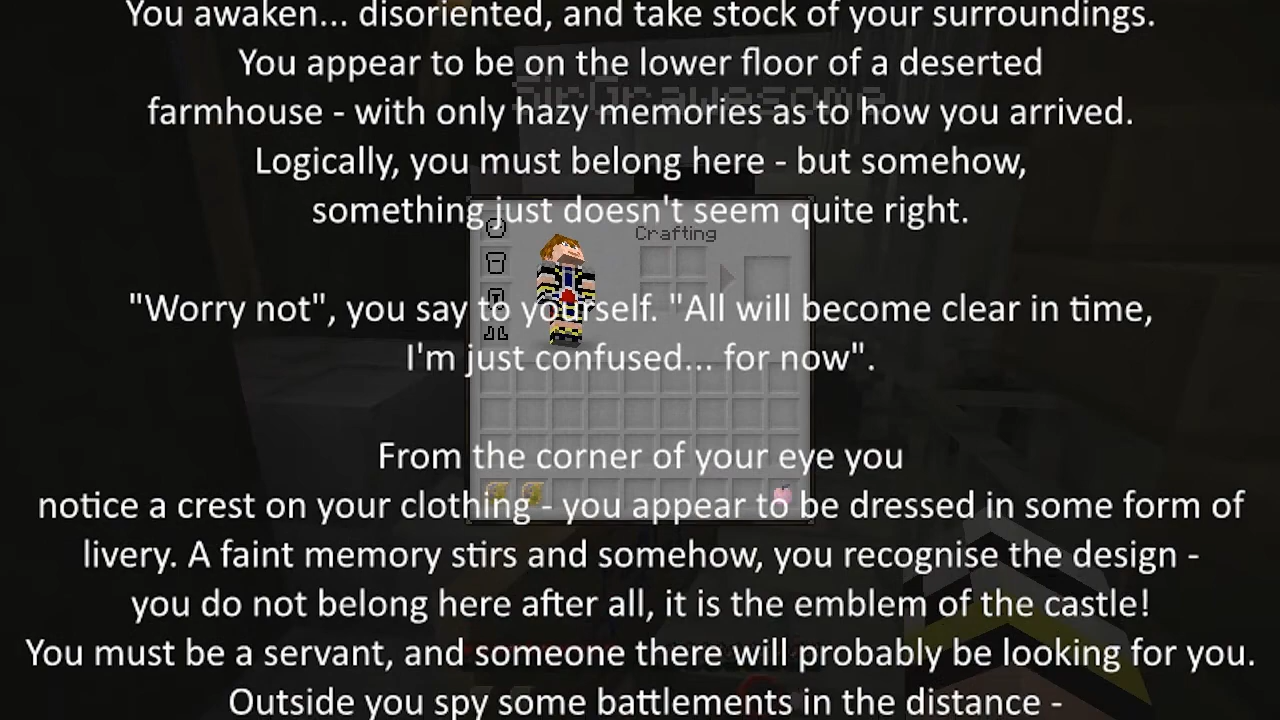 You awaken... disoriented, and take stock of your surroundings.
SirGrawesome
You appear to be on the lower floor of a deserted
farmhouse - with only hazy memories as to how you arrived.
Logically, you must belong here - but somehow,
something just doesn't seem quite right.
Crafting
"Worry not", you say to yourself. "All will become clear in time,
I'm just confused... for now".
From the corner of your eye you
notice a crest on your clothing - you appear to be dressed in some form of
livery. A faint memory stirs and somehow, you recognise the design -
you do not belong here after all, it is the emblem of the castle!
You must be a servant, and someone there will probably be looking for you.
Outside you spy some battlements in the distance -